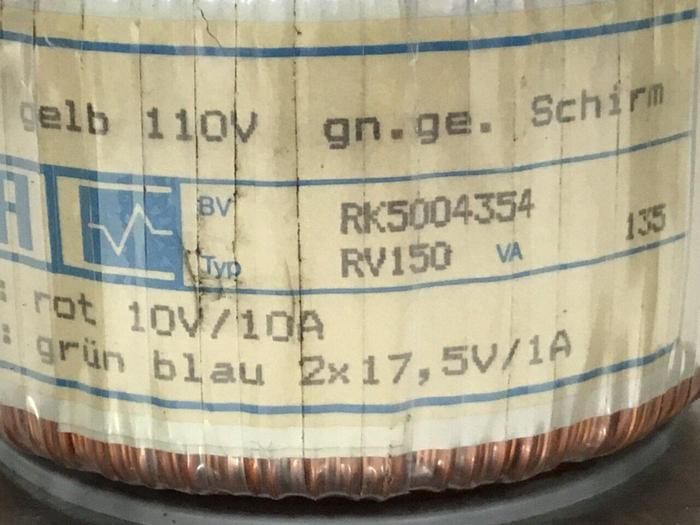 gelb 110V gn.ge. Schirm
BV RK5004354
Typ RV150 VA 135
: rot 10V/10A
: grün blau 2x17,5V/1A